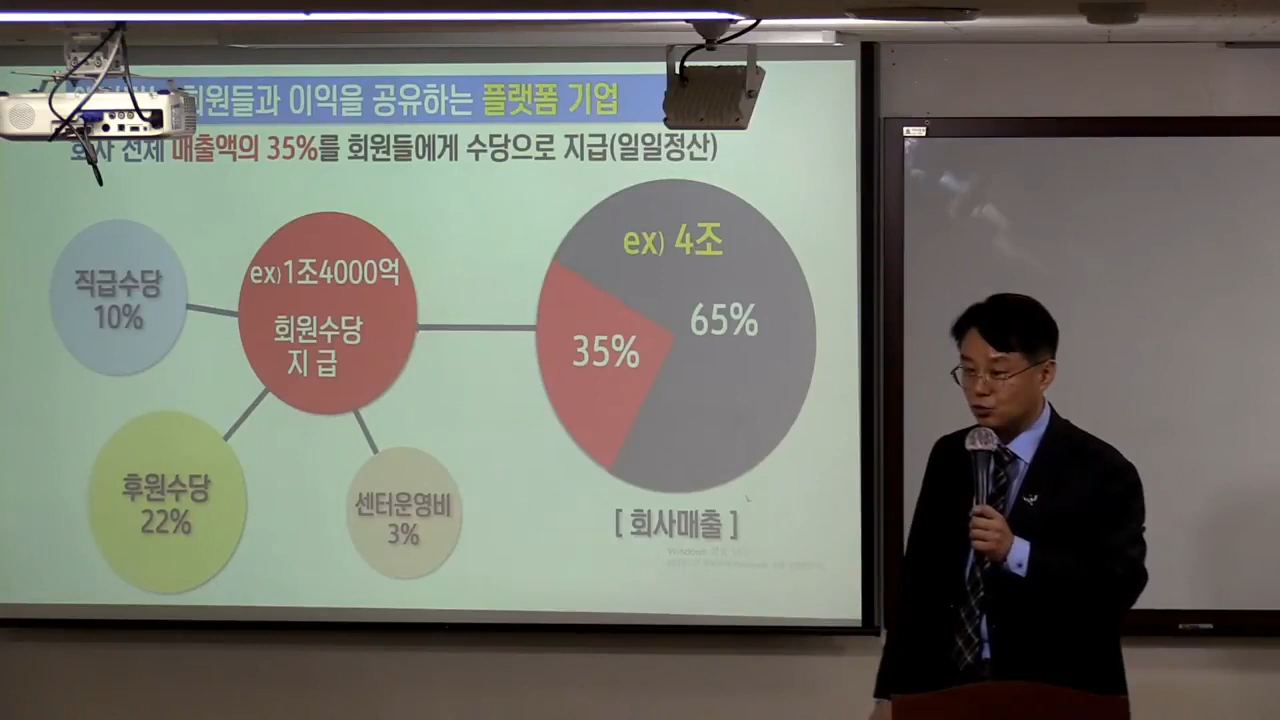 회원들과 이익을 공유하는 플랫폼 기업
회사 전체 매출액의 35%를 회원들에게 수당으로 지급(일일정산)
직급수당
10%
ex)1조4000억
회원수당
지 급
후원수당
22%
센터운영비
3%
ex) 4조
65%
35%
[ 회사매출 ]
Windows